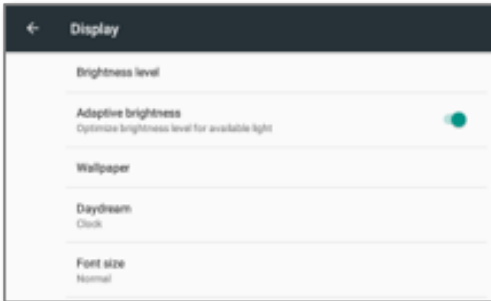 Display
Brightness level
Adaptive brightness
Optimize brightness level for available light
Wallpaper
Daydream
Clock
Font size
Normal